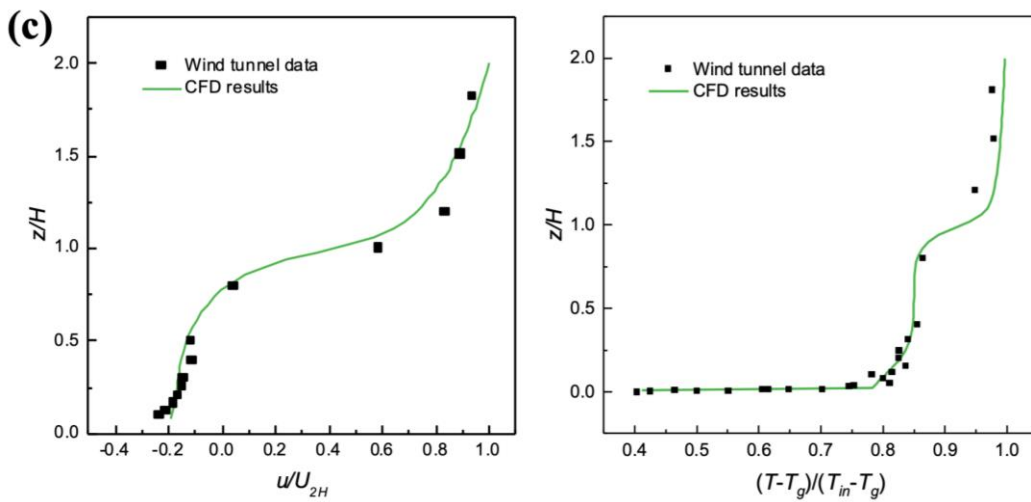 (c)
Wind tunnel data
CFD results
2.0
1.5
1.0
0.5
0.0
z/H
-0.4 -0.2 0.0 0.2 0.4 0.6 0.8 1.0
u/U2H
Wind tunnel data
CFD results
2.0
1.5
1.0
0.5
0.0
z/H
0.4 0.5 0.6 0.7 0.8 0.9 1.0
(T-Tg)/(Tin-Tg)